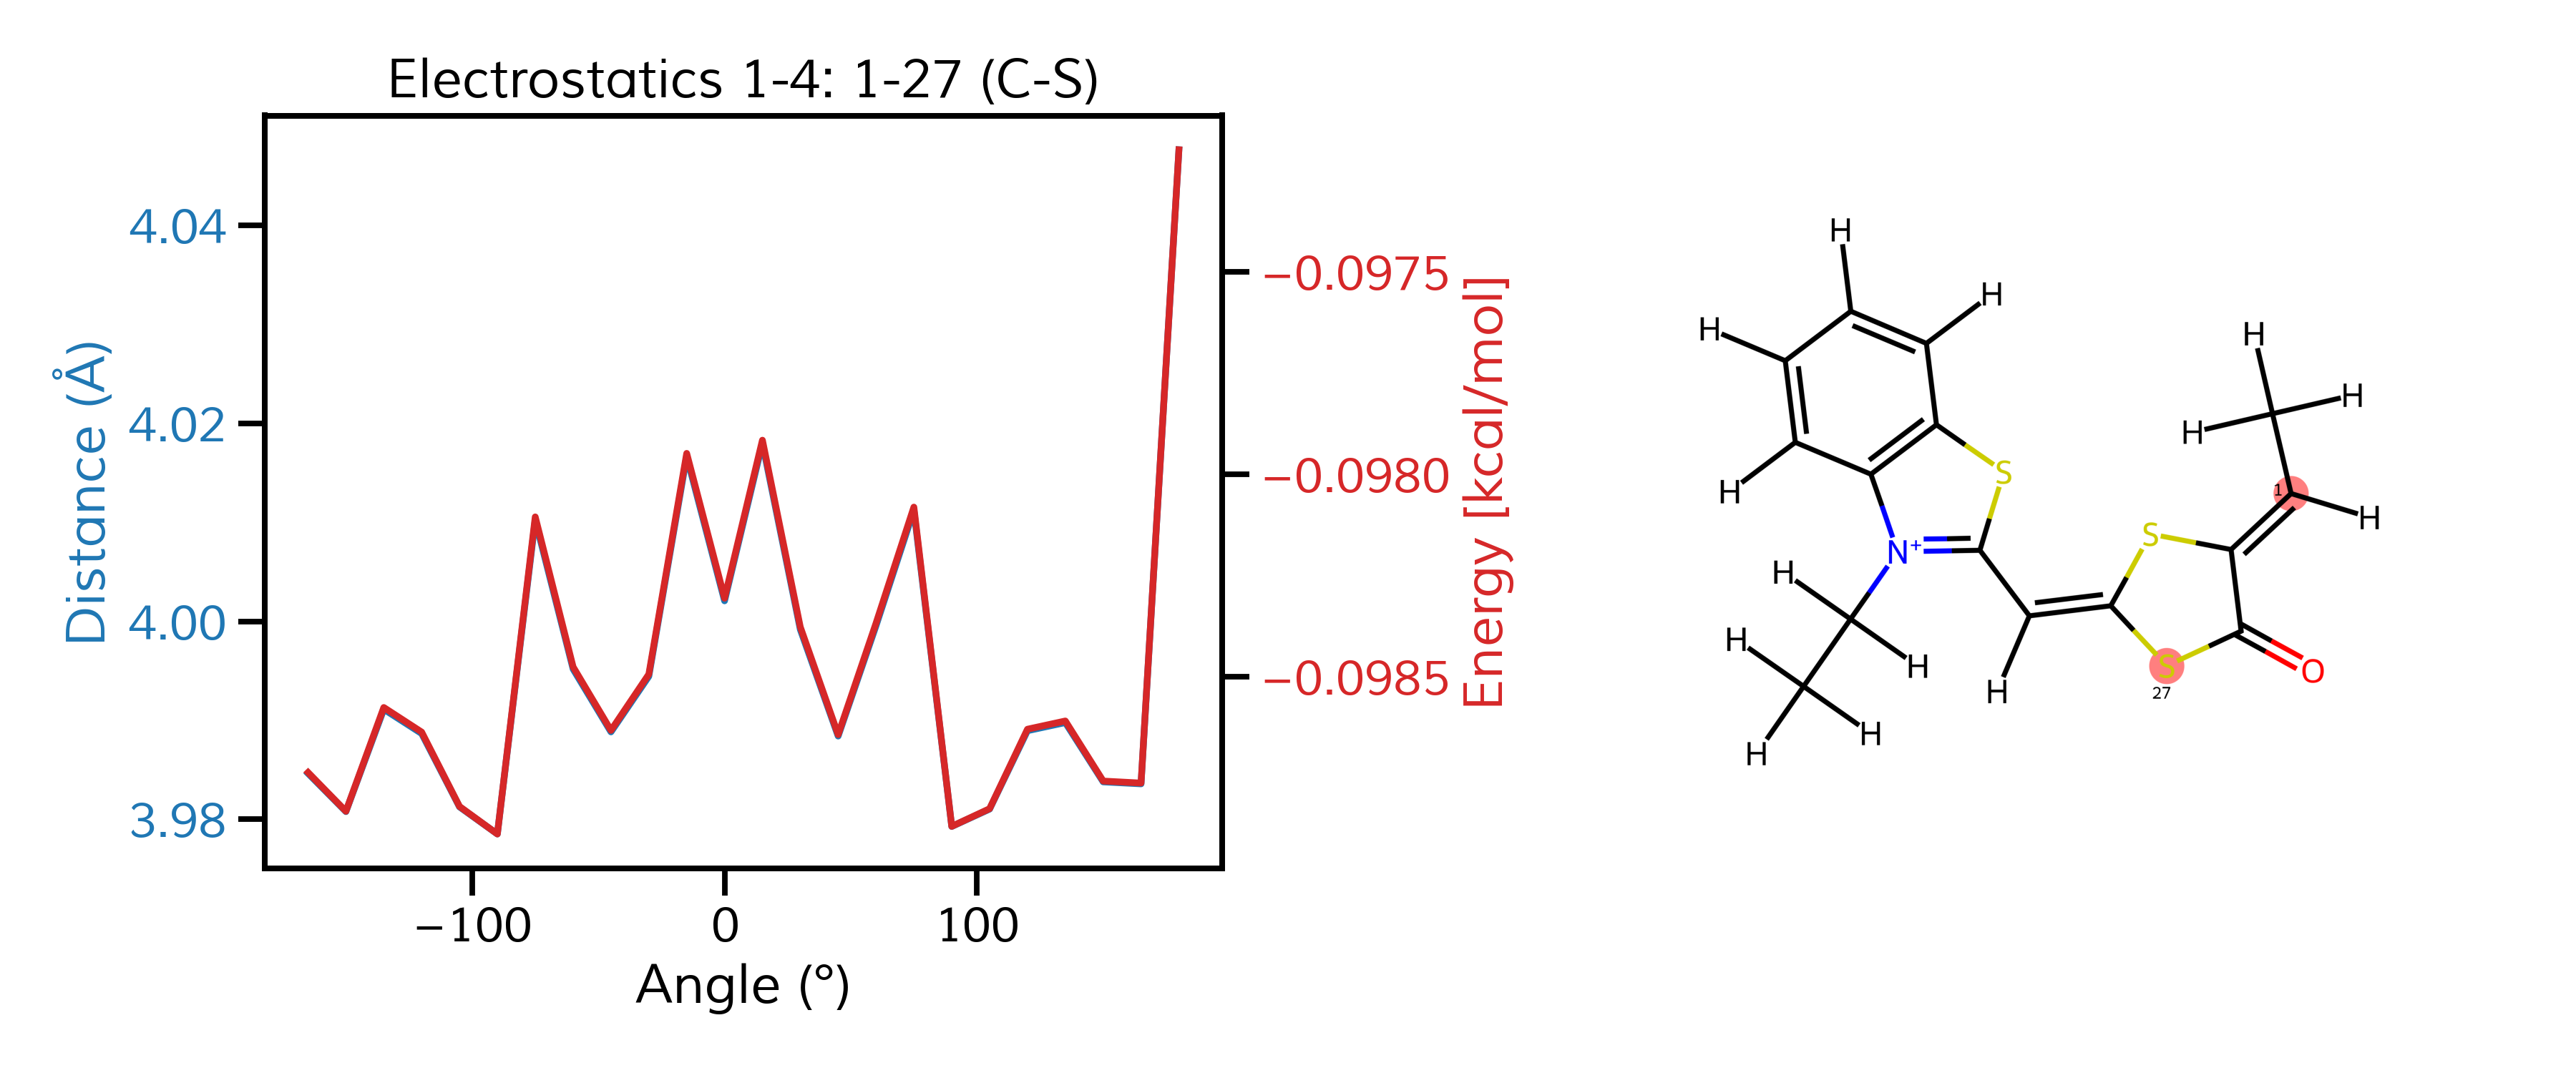 Electrostatics 1-4: 1-27 (C-S)
Distance (Å)
4.04
4.02
4.00
3.98
−0.0975
−0.0980
−0.0985
Energy [kcal/mol]
−100
0
100
Angle (°)
H
H
H
H
H
H
H
S
1
H
H
S
N⁺
H
H
H
S
27
O
H
H
H